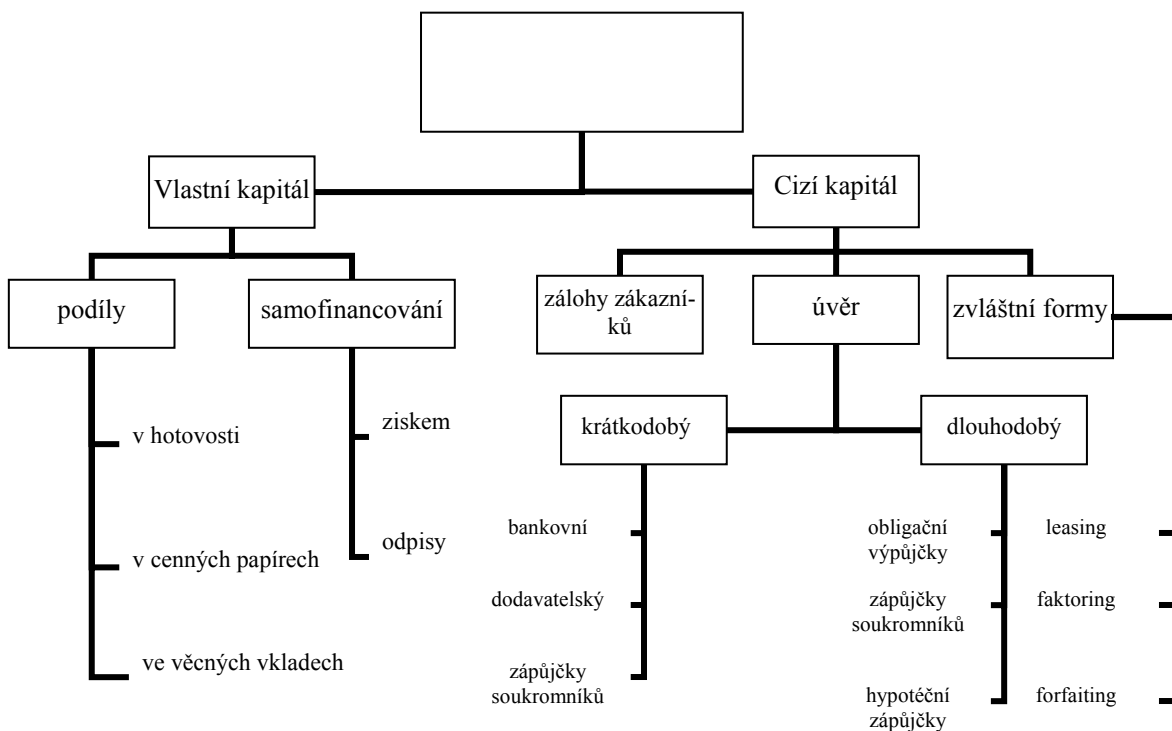 Vlastní kapitál
Cizí kapitál
podíly
samofinancování
zálohy zákazní-
ků
úvěr
zvláštní formy
v hotovosti
v cenných papírech
ve věcných vkladech
ziskem
odpisy
krátkodobý
dlouhodobý
bankovní
dodavatelský
zápůjčky
soukromníků
obligační
výpůjčky
zápůjčky
soukromníků
hypotéční
zápůjčky
leasing
faktoring
forfaiting